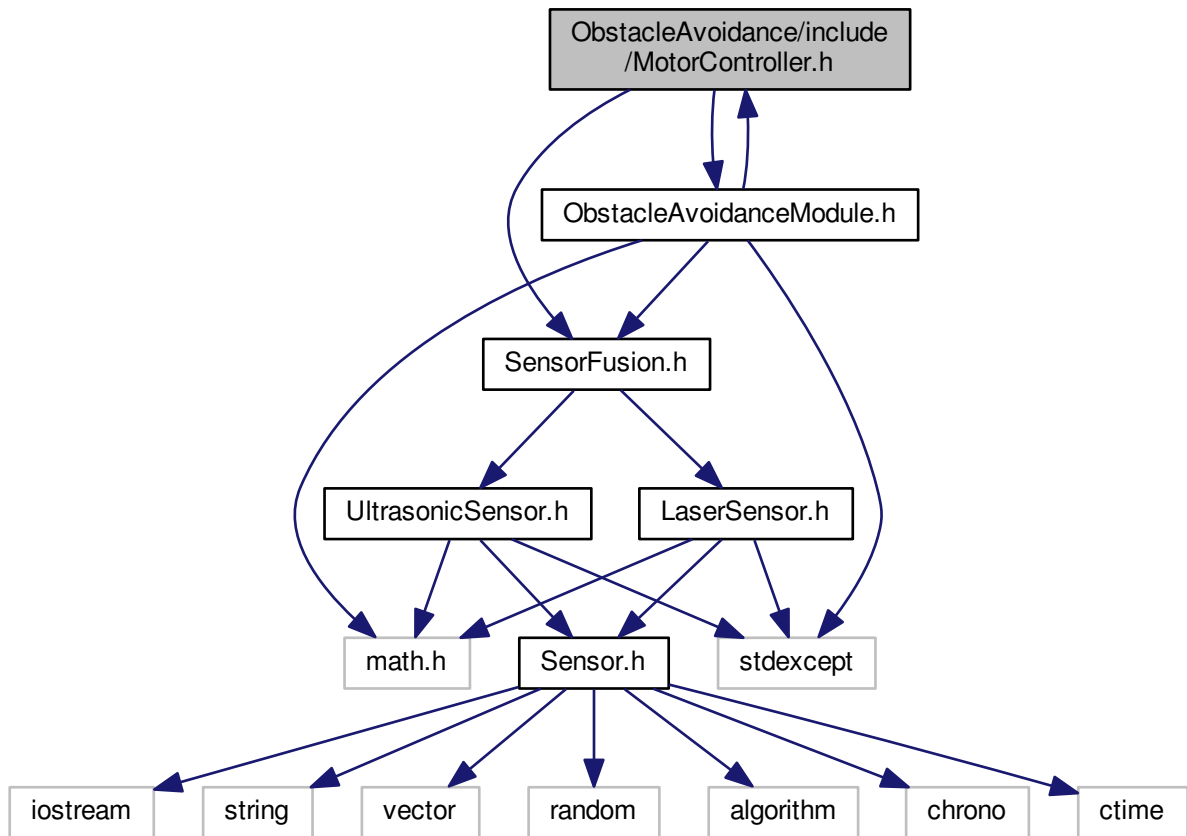 ObstacleAvoidance/include
/MotorController.h
ObstacleAvoidanceModule.h
SensorFusion.h
UltrasonicSensor.h
LaserSensor.h
math.h
Sensor.h
stdexcept
iostream
string
vector
random
algorithm
chrono
ctime